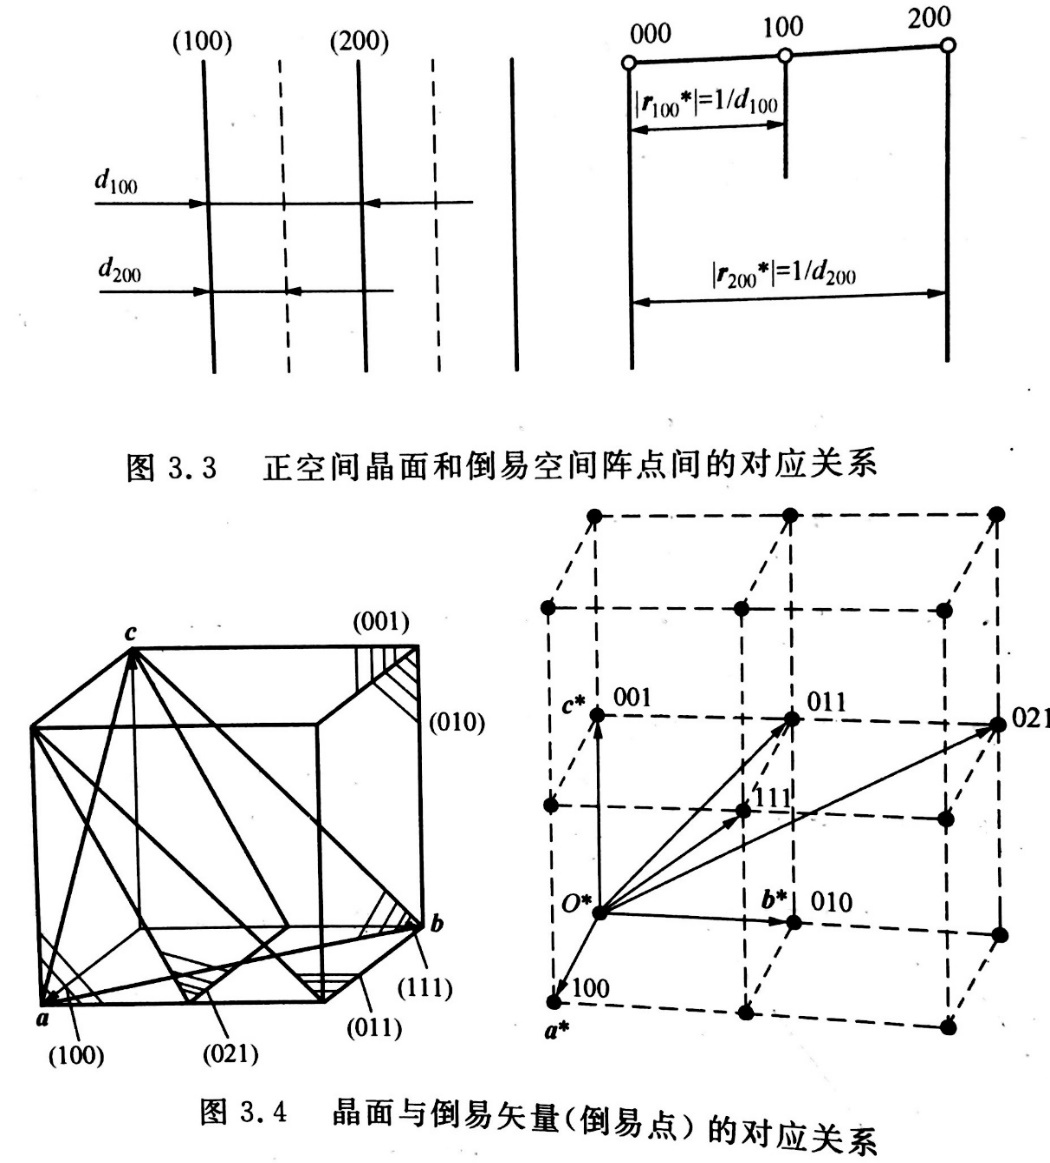 (100)
(200)
d₁₀₀
d₂₀₀
000
100
200
|r₁₀₀*|=1/d₁₀₀
|r₂₀₀*|=1/d₂₀₀
图 3.3 正空间晶面和倒易空间阵点间的对应关系
c
(001)
(010)
b
(111)
(011)
(021)
(100)
a
c*
001
011
021
111
O*
b*
010
100
a*
图 3.4 晶面与倒易矢量(倒易点)的对应关系